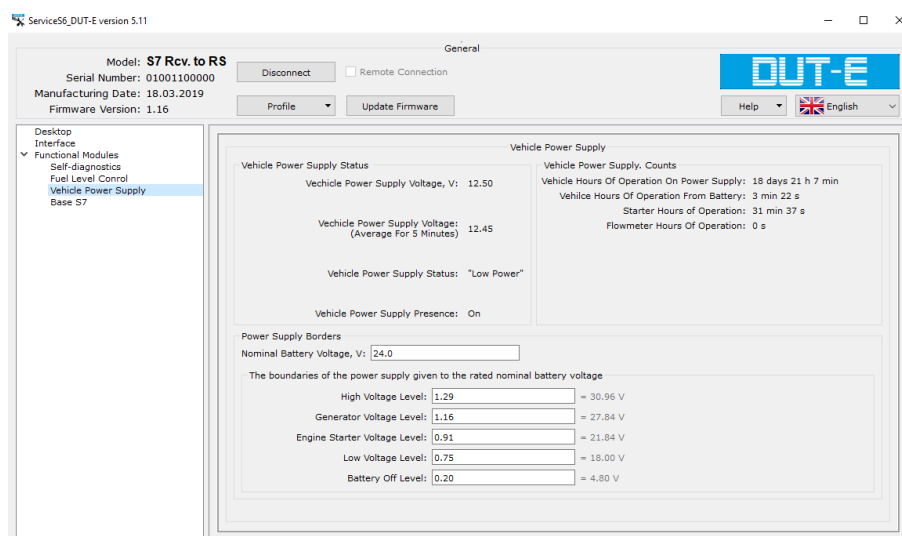 ServiceS6_DUT-E version 5.11
General
Model: S7 Rcv. to RS
Serial Number: 01001100000
Manufacturing Date: 18.03.2019
Firmware Version: 1.16
Disconnect
Remote Connection
Profile
Update Firmware
DUT-E
Help
English
Desktop
Interface
Functional Modules
Self-diagnostics
Fuel Level Conrol
Vehicle Power Supply
Base S7
Vehicle Power Supply
Vehicle Power Supply Status
Vechicle Power Supply Voltage, V: 12.50
Vechicle Power Supply Voltage:
(Average For 5 Minutes) 12.45
Vehicle Power Supply Status: "Low Power"
Vehicle Power Supply Presence: On
Vehicle Power Supply. Counts
Vehicle Hours Of Operation On Power Supply: 18 days 21 h 7 min
Vehilce Hours Of Operation From Battery: 3 min 22 s
Starter Hours of Operation: 31 min 37 s
Flowmeter Hours Of Operation: 0 s
Power Supply Borders
Nominal Battery Voltage, V: 24.0
The boundaries of the power supply given to the rated nominal battery voltage
High Voltage Level: 1.29 = 30.96 V
Generator Voltage Level: 1.16 = 27.84 V
Engine Starter Voltage Level: 0.91 = 21.84 V
Low Voltage Level: 0.75 = 18.00 V
Battery Off Level: 0.20 = 4.80 V